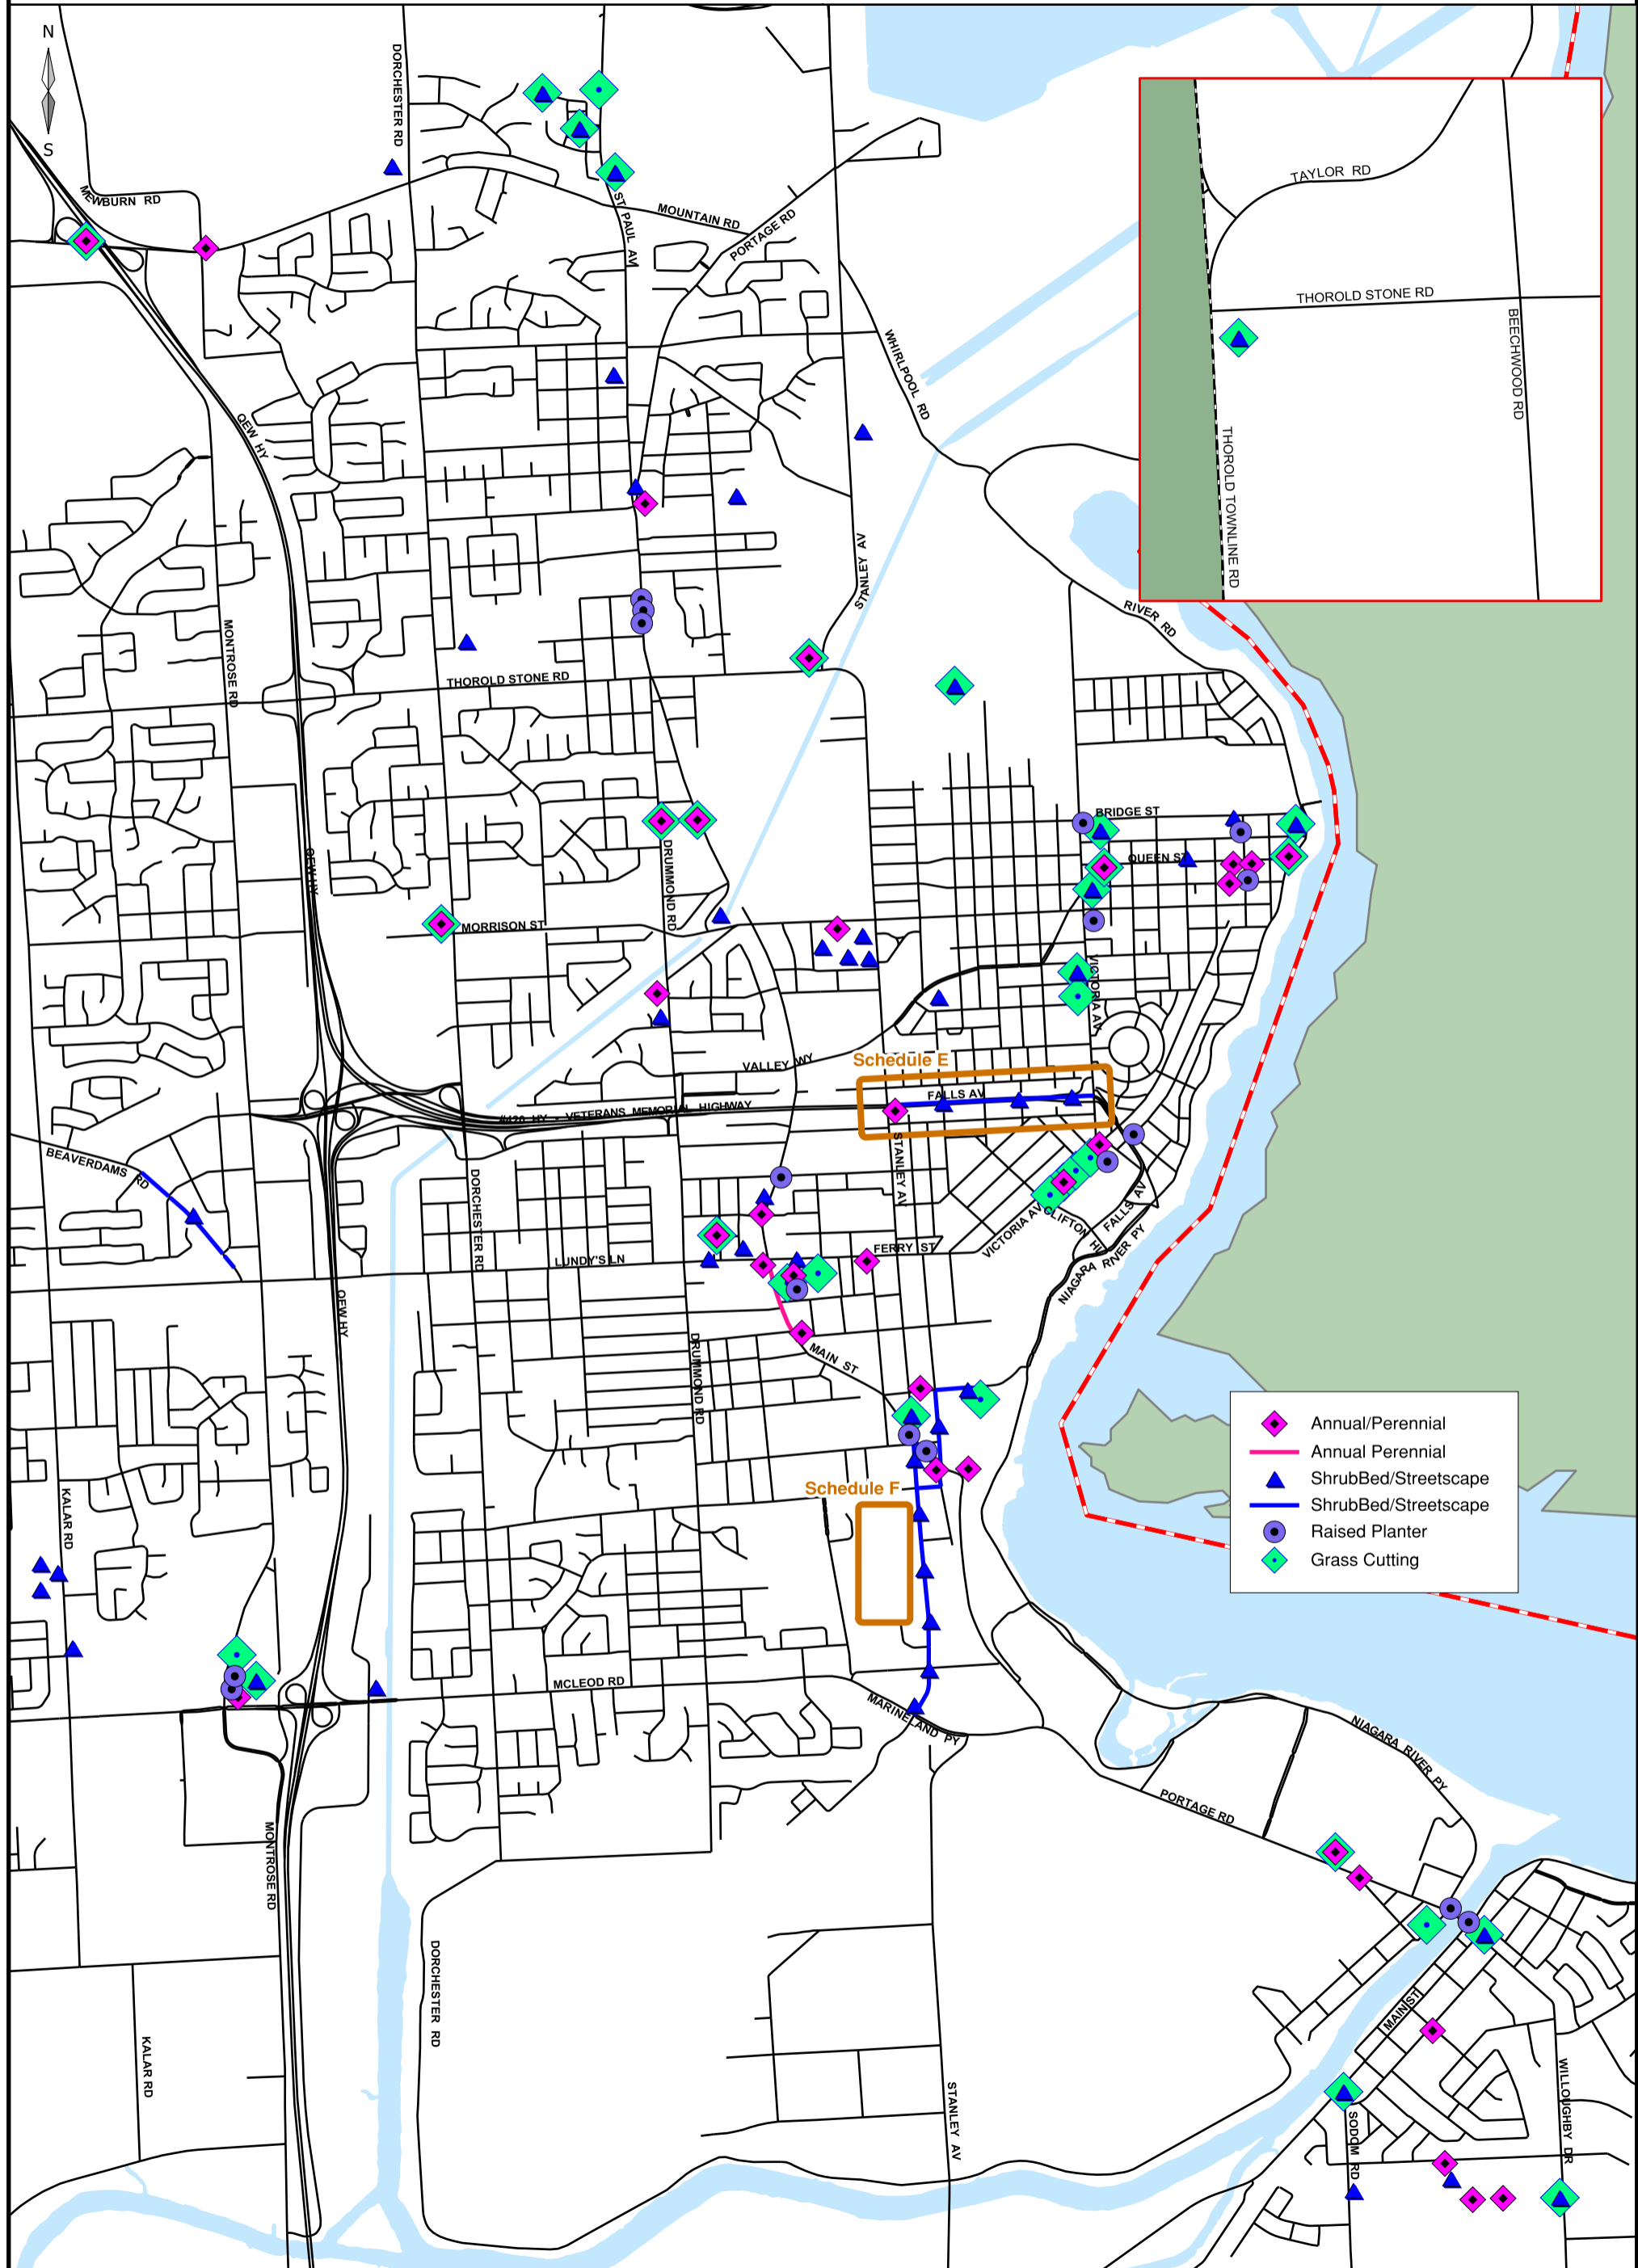 N
S
DORCHESTER RD
MEWBURN RD
ST. PAUL AV
MOUNTAIN RD
PORTAGE RD
TAYLOR RD
THOROLD STONE RD
BEECHWOOD RD
THOROLD TOWNLINE RD
WHIRLPOOL RD
QEW HY
STANLEY AV
RIVER RD
MONTROSE RD
THOROLD STONE RD
BRIDGE ST
QUEEN ST
QEW HY
DRUMMOND RD
MORRISON ST
VICTORIA AV
VALLEY WY
Schedule E
FALLS AV
#420 HY - VETERANS MEMORIAL HIGHWAY
BEAVERDAMS RD
STANLEY AV
DORCHESTER RD
VICTORIA AV
CLIFTON HL
FALLS AV
NIAGARA RIVER PY
FERRY ST
LUNDY'S LN
QEW HY
DRUMMOND RD
MAIN ST
Annual/Perennial
Annual Perennial
ShrubBed/Streetscape
ShrubBed/Streetscape
Raised Planter
Grass Cutting
Schedule F
KALAR RD
MCLEOD RD
MARINELAND PY
NIAGARA RIVER PY
PORTAGE RD
MONTROSE RD
DORCHESTER RD
MAIN ST
KALAR RD
STANLEY AV
SODOM RD
WILLOUGHBY DR